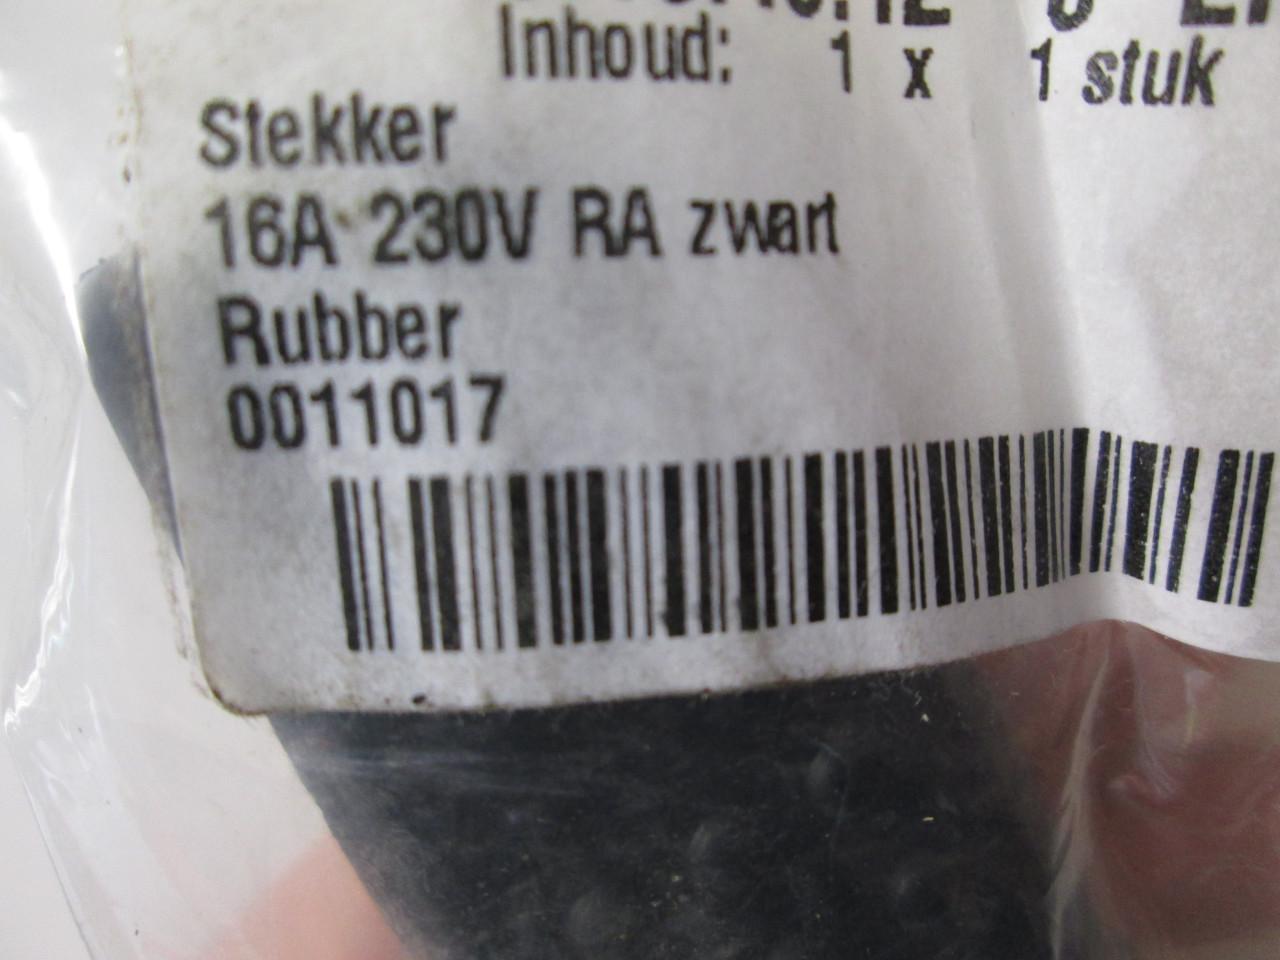 Inhoud: 1 x 1 stuk
Stekker
16A 230V RA zwart
Rubber
0011017